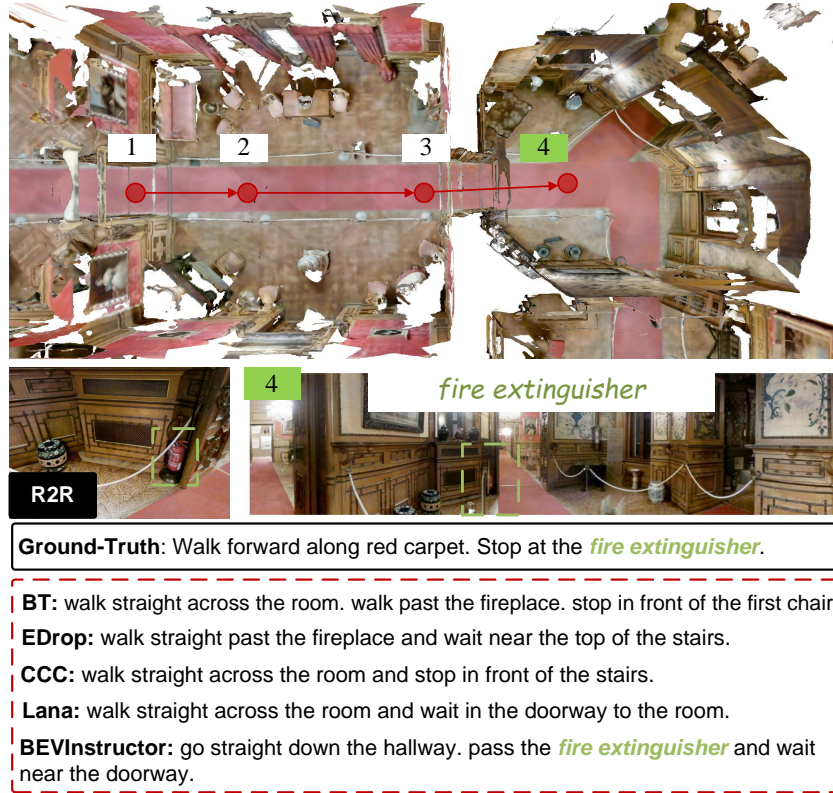 1 2 3 4
4 fire extinguisher
R2R
Ground-Truth: Walk forward along red carpet. Stop at the fire extinguisher.
BT: walk straight across the room. walk past the fireplace. stop in front of the first chair
EDrop: walk straight past the fireplace and wait near the top of the stairs.
CCC: walk straight across the room and stop in front of the stairs.
Lana: walk straight across the room and wait in the doorway to the room.
BEVInstructor: go straight down the hallway. pass the fire extinguisher and wait
near the doorway.